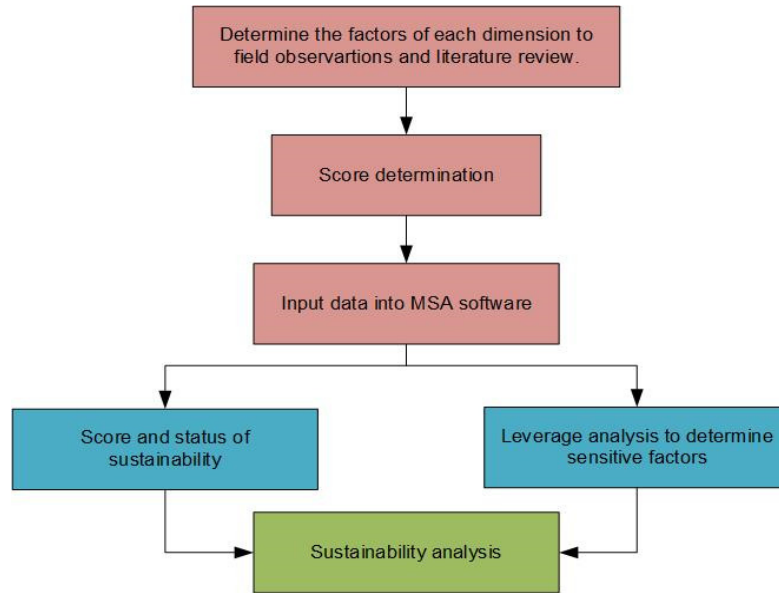 Determine the factors of each dimension to
field observartions and literature review.
Score determination
Input data into MSA software
Score and status of
sustainability
Leverage analysis to determine
sensitive factors
Sustainability analysis